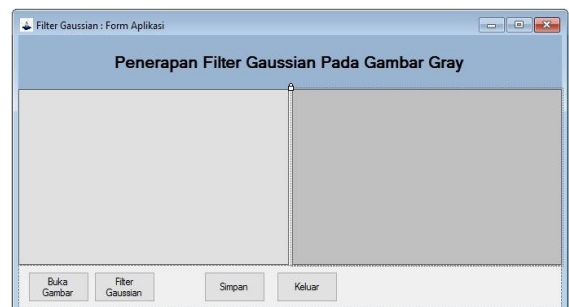 Filter Gaussian : Form Aplikasi
Penerapan Filter Gaussian Pada Gambar Gray
Buka
Gambar
Filter
Gaussian
Simpan
Keluar